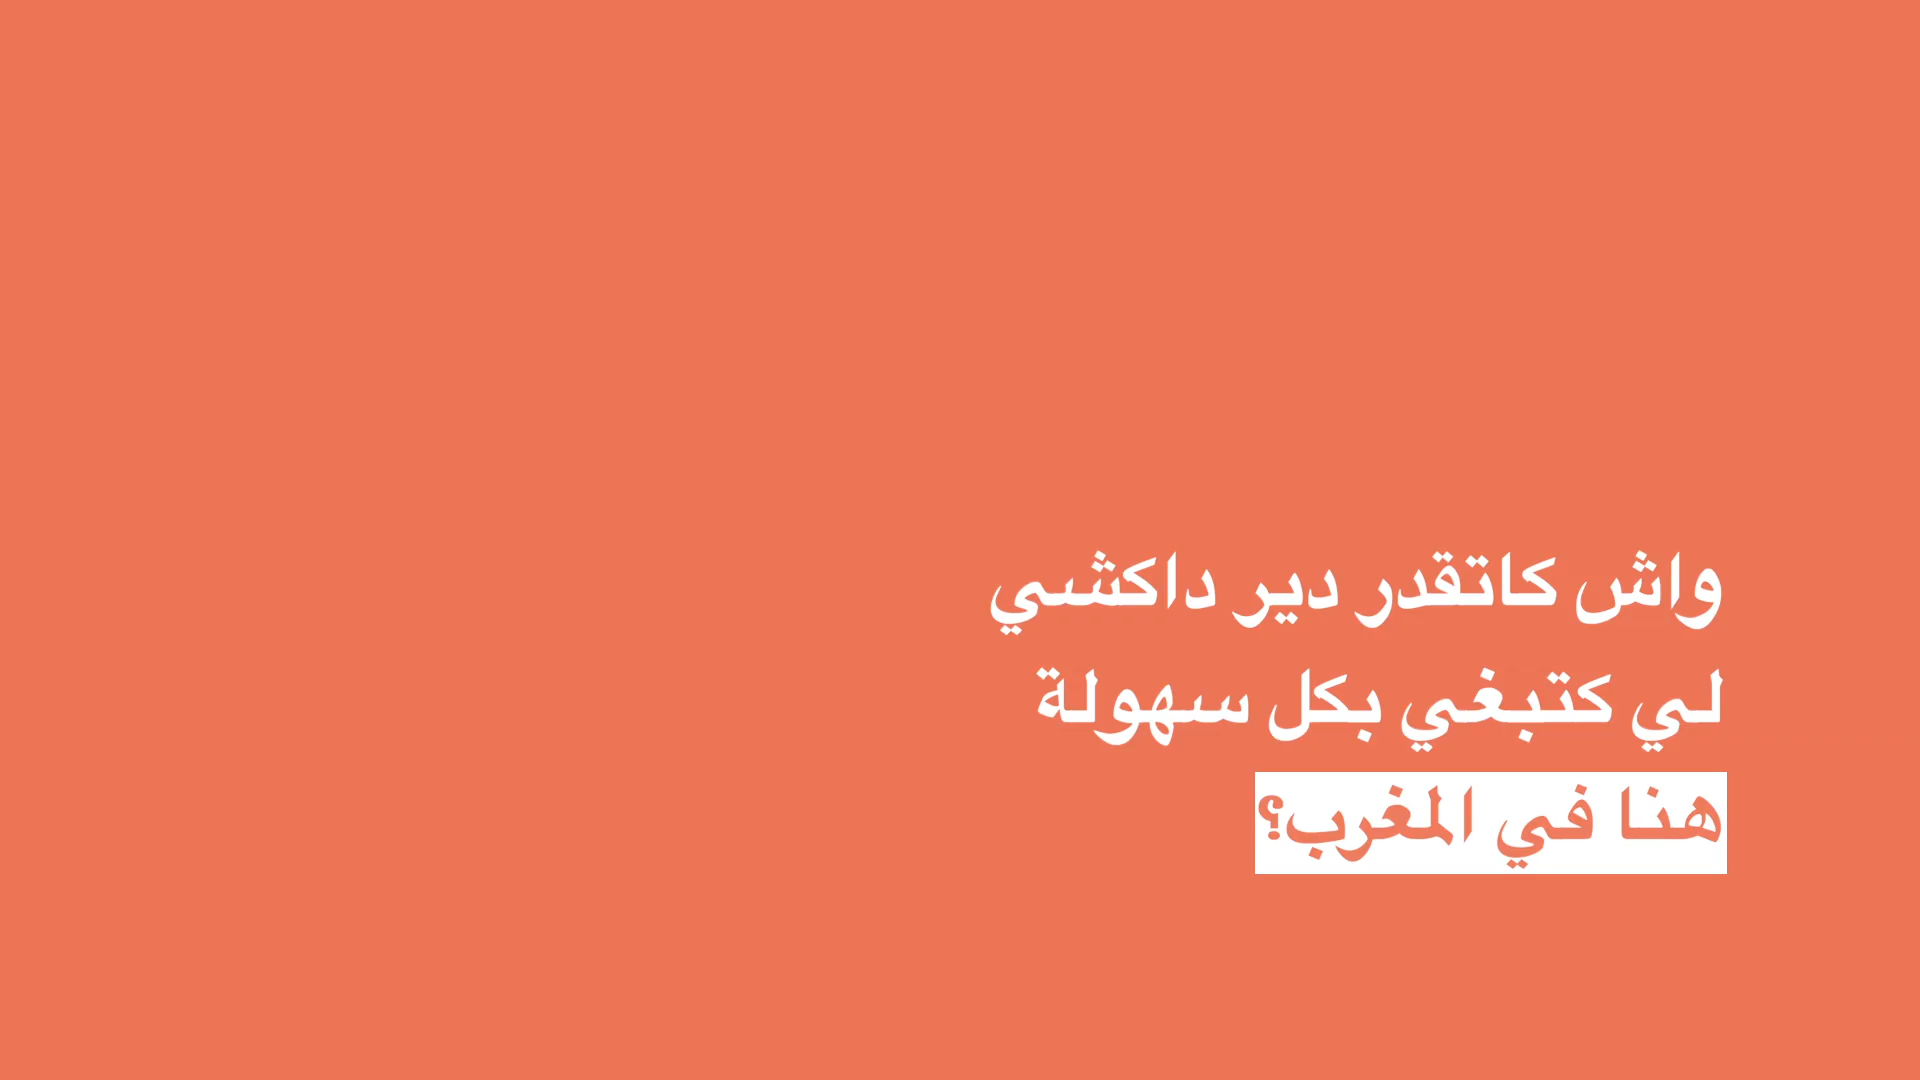 واش كاتقدر دير داكشي
لي كتبغي بكل سهولة
هنا في المغرب؟